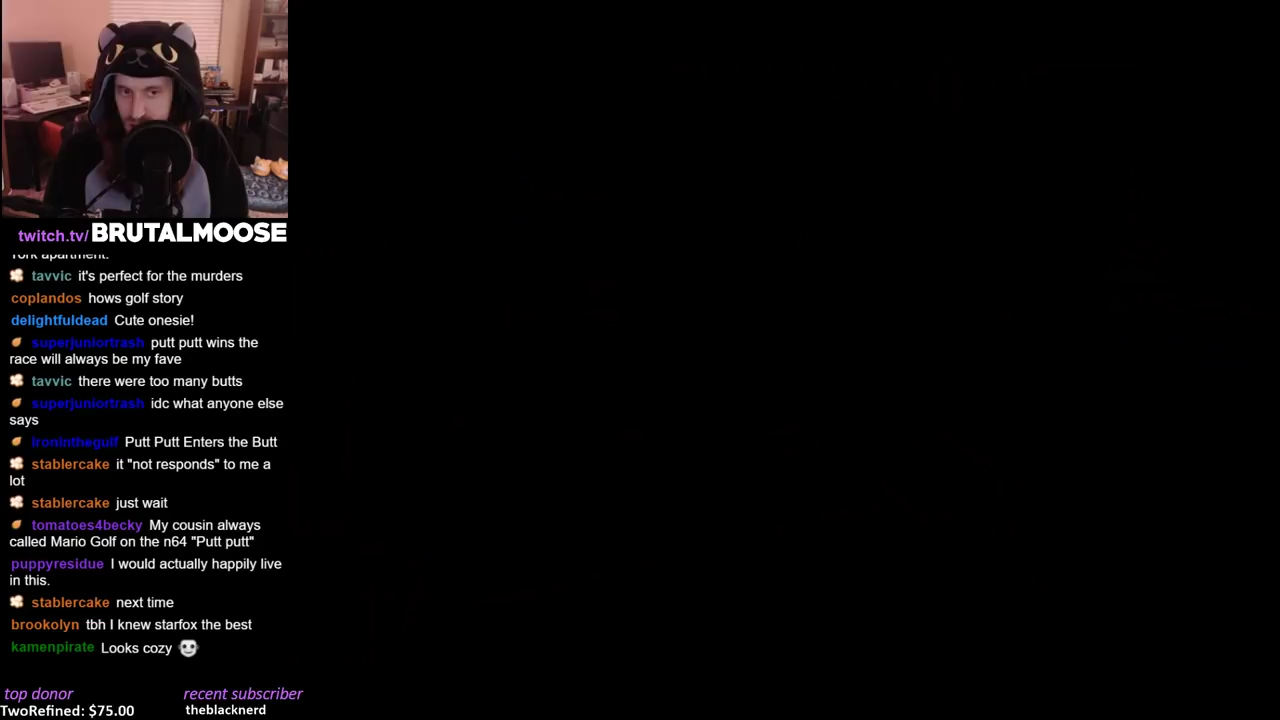 twitch.tv/BRUTALMOOSE
York apartment.
tavvic it's perfect for the murders
coplandos hows golf story
delightfuldead Cute onesie!
superjuniortrash putt putt wins the
race will always be my fave
tavvic there were too many butts
superjuniortrash idc what anyone else
says
ironinthegulf Putt Putt Enters the Butt
stablercake it "not responds" to me a
lot
stablercake just wait
tomatoes4becky My cousin always
called Mario Golf on the n64 "Putt putt"
puppyresidue I would actually happily live
in this.
stablercake next time
brookolyn tbh I knew starfox the best
kamenpirate Looks cozy
top donor
TwoRefined: $75.00
recent subscriber
theblacknerd